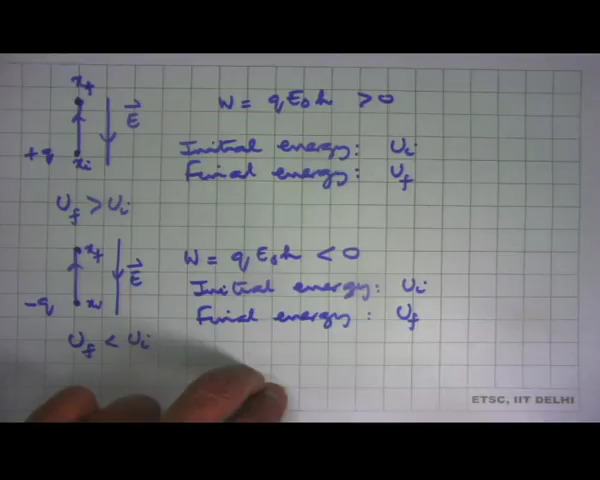 x_f
E⃗
W = qE₀h > 0
+q
x_i
Initial energy: U_i
Final energy: U_f
U_f > U_i
x_f
E⃗
W = qE₀h < 0
Initial energy: U_i
-q
x_i
Final energy: U_f
U_f < U_i
ETSC, IIT DELHI